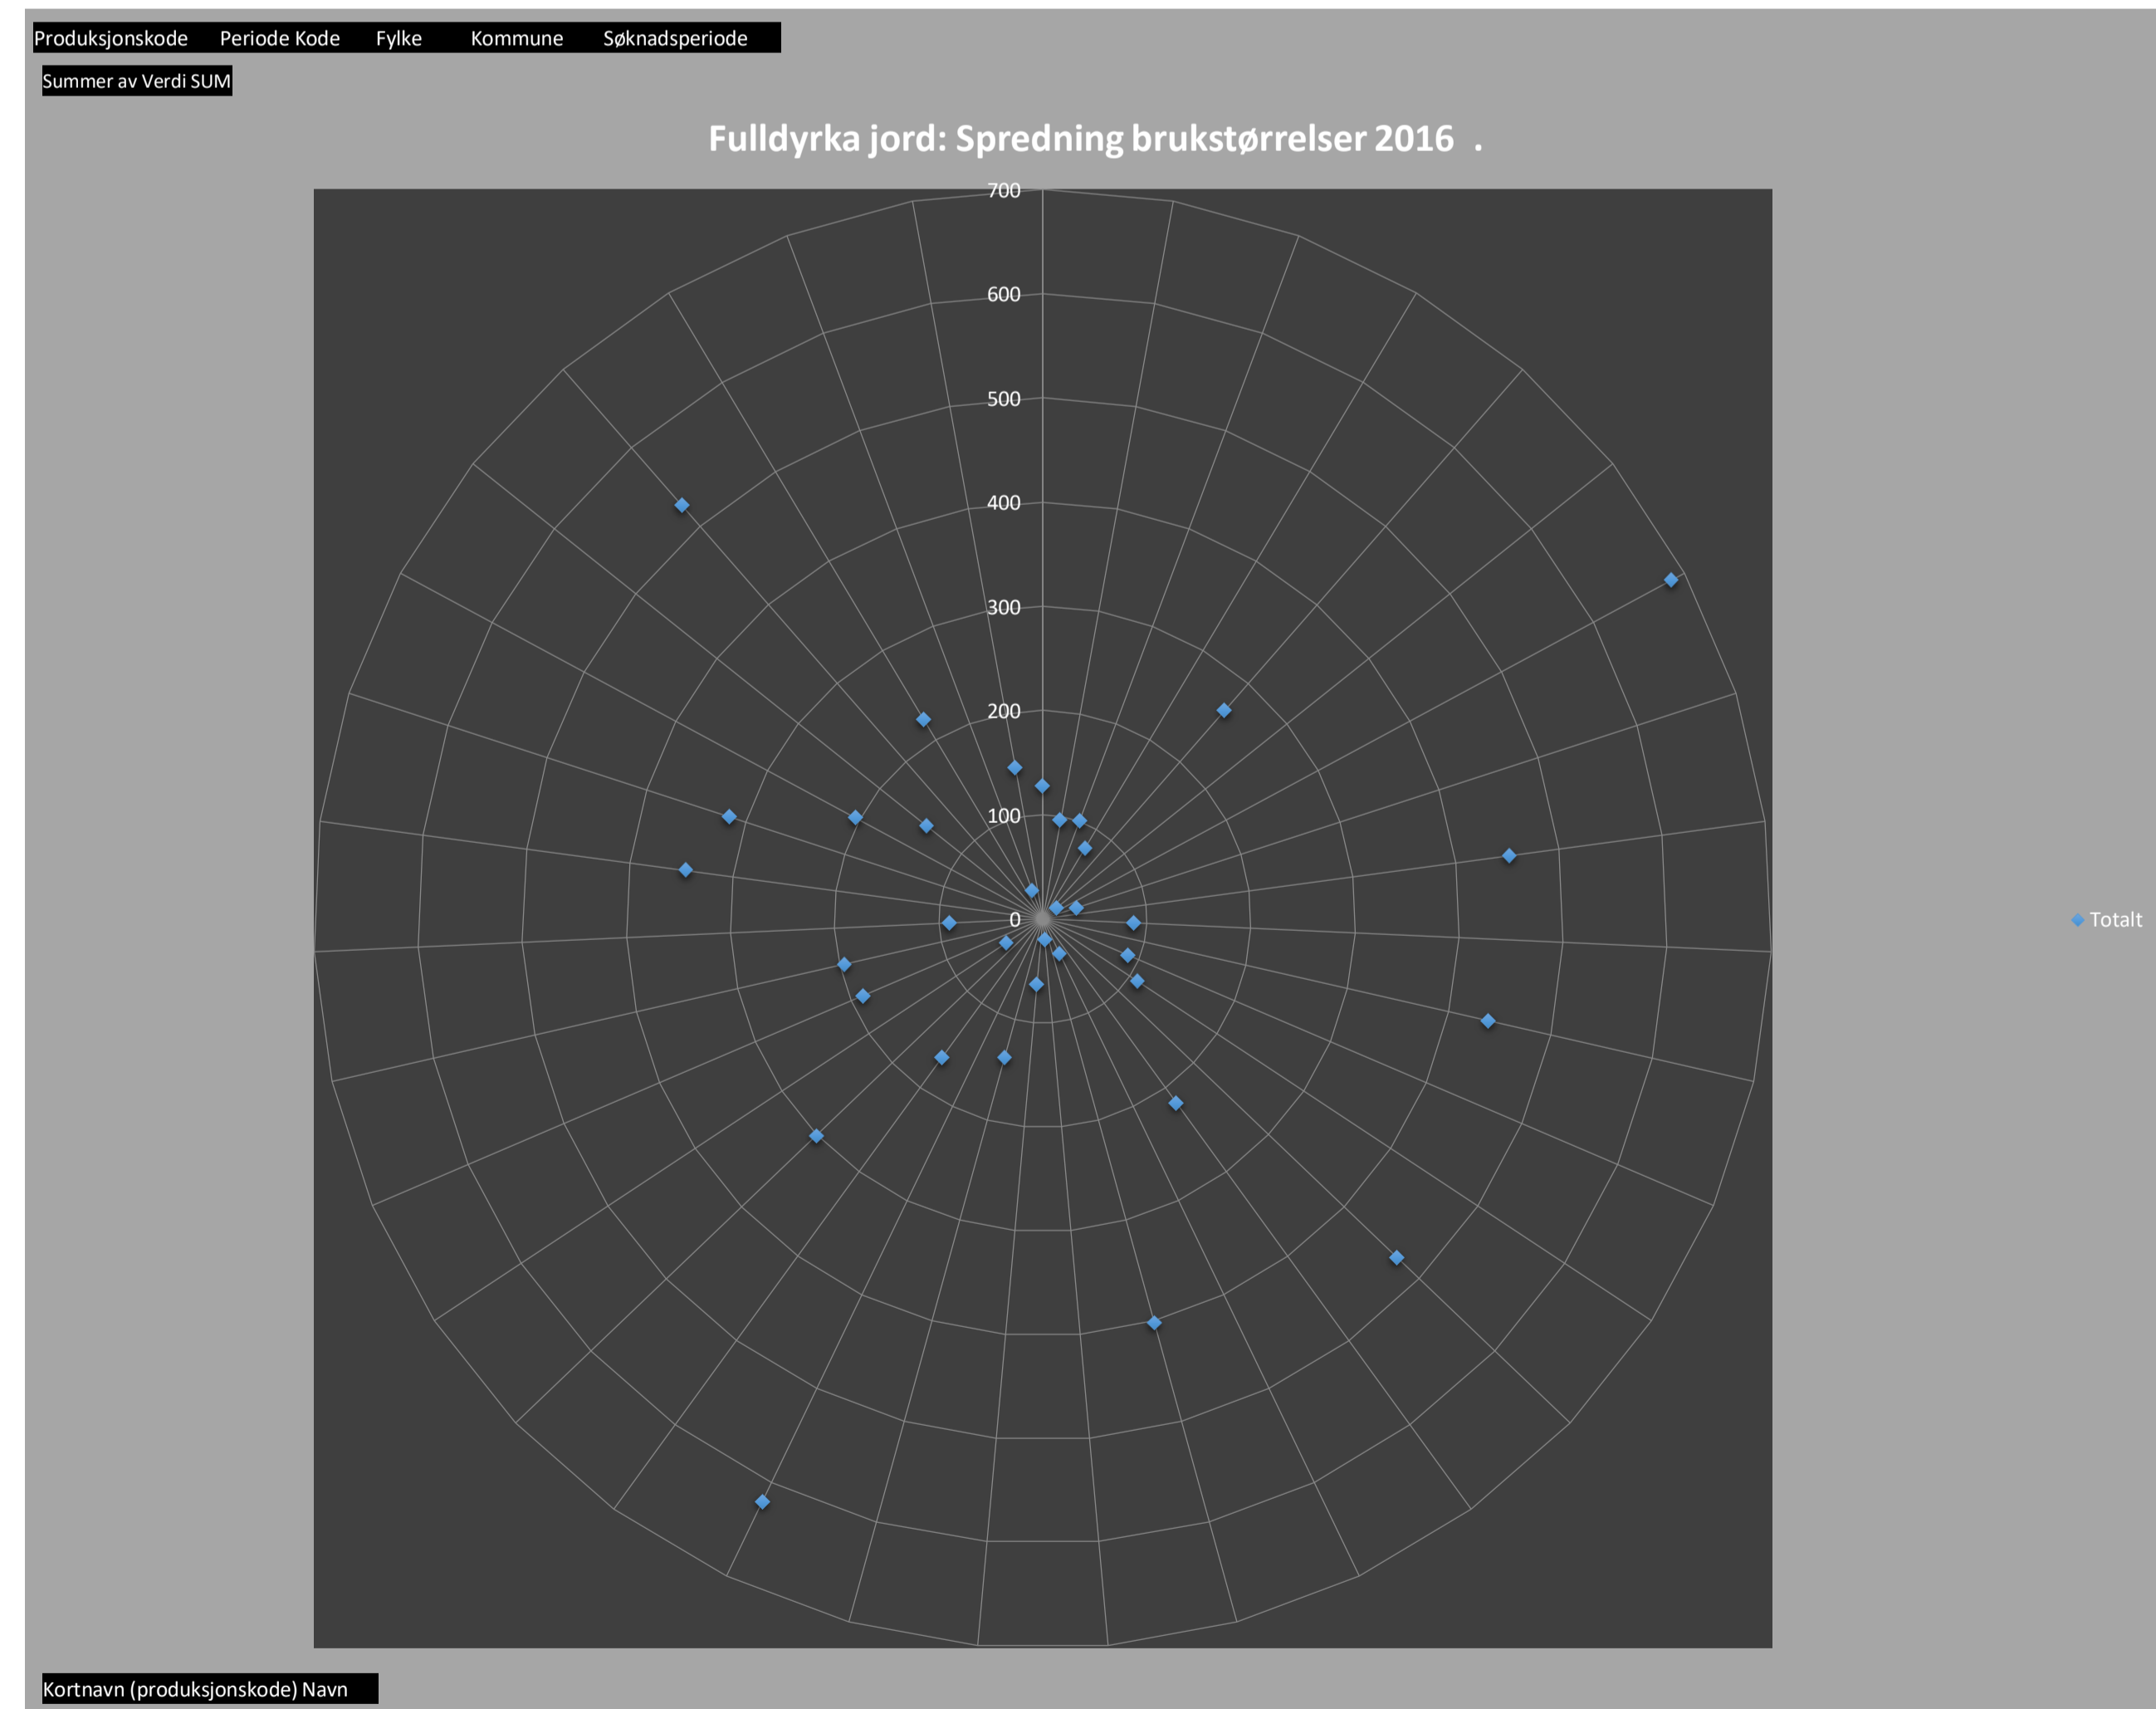 Produksjonskode Periode Kode Fylke Kommune Søknadsperiode
Summer av Verdi SUM
Fulldyrka jord: Spredning brukstørrelser 2016 .
700
600
500
400
300
200
100
0
Totalt
Kortnavn (produksjonskode) Navn